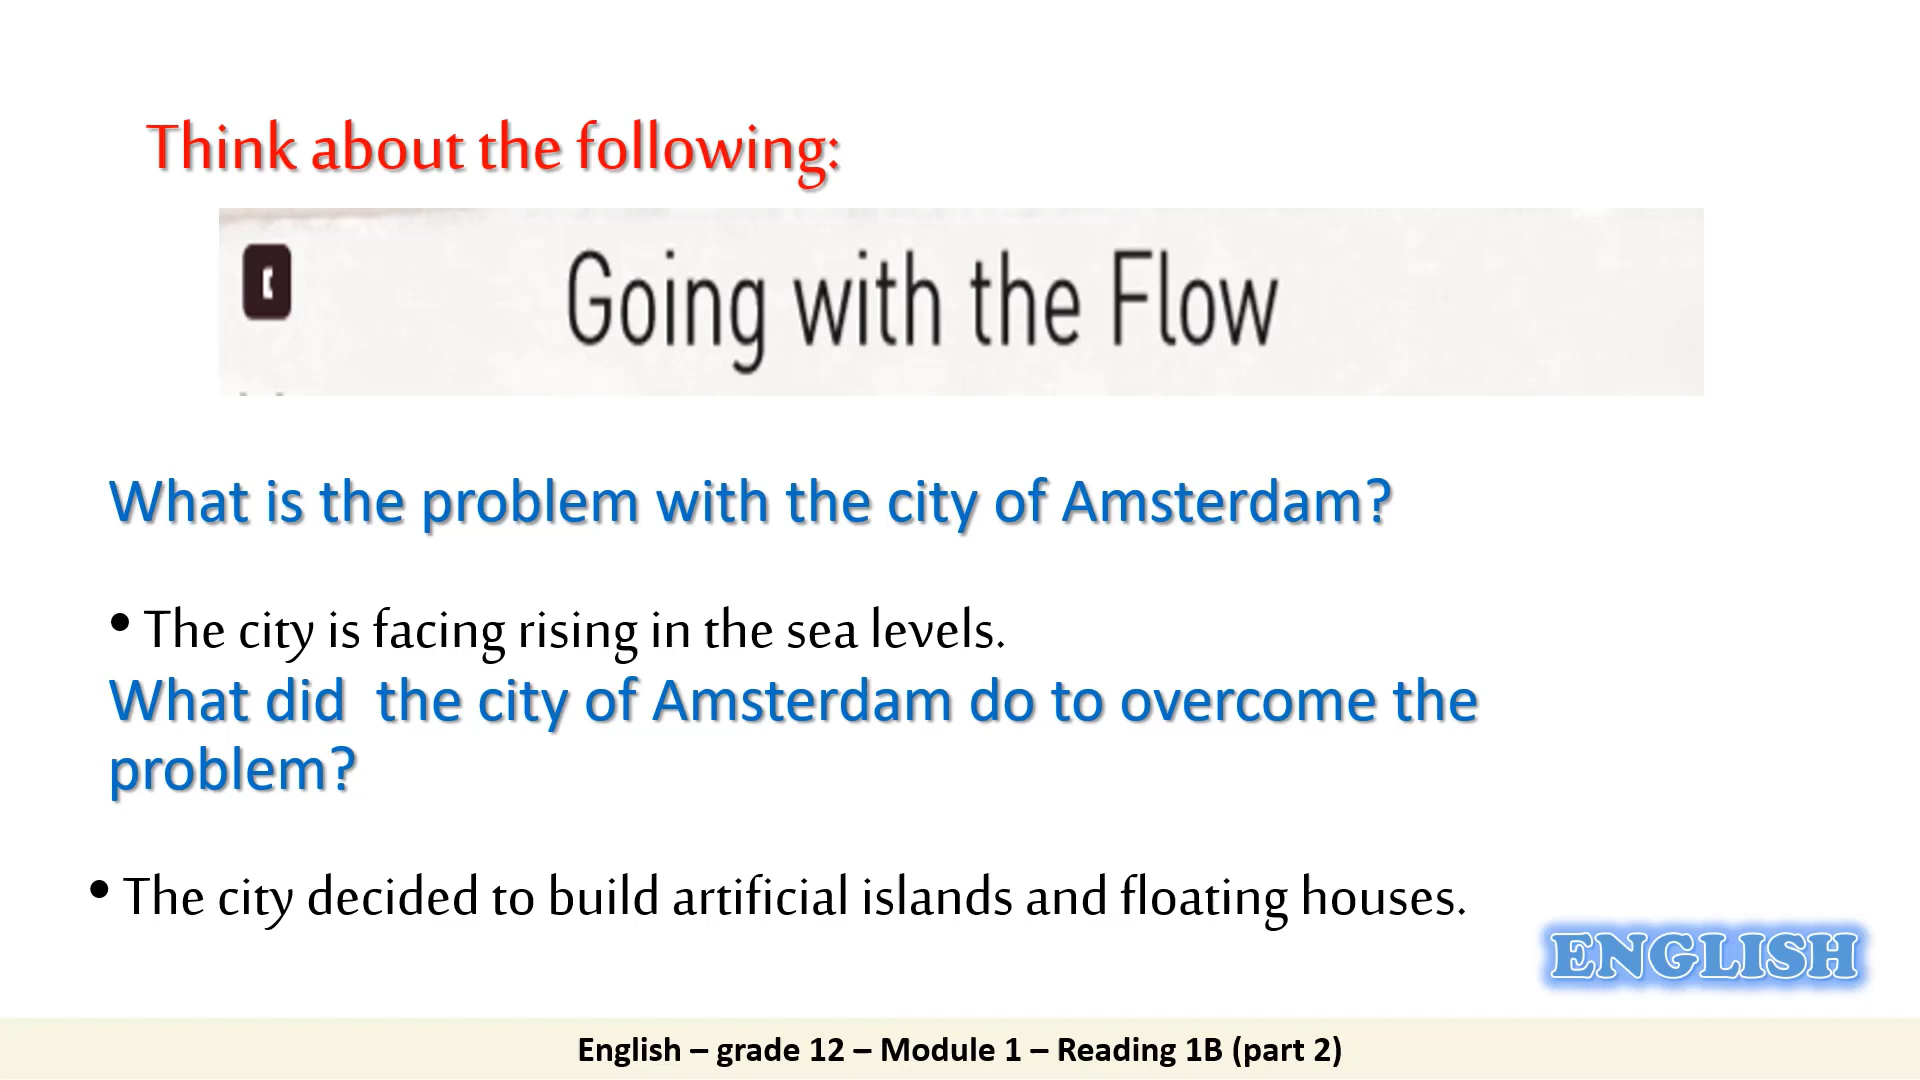 Think about the following:
Going with the Flow
What is the problem with the city of Amsterdam?
• The city is facing rising in the sea levels.
What did the city of Amsterdam do to overcome the
problem?
• The city decided to build artificial islands and floating houses.
ENGLISH
English – grade 12 – Module 1 – Reading 1B (part 2)